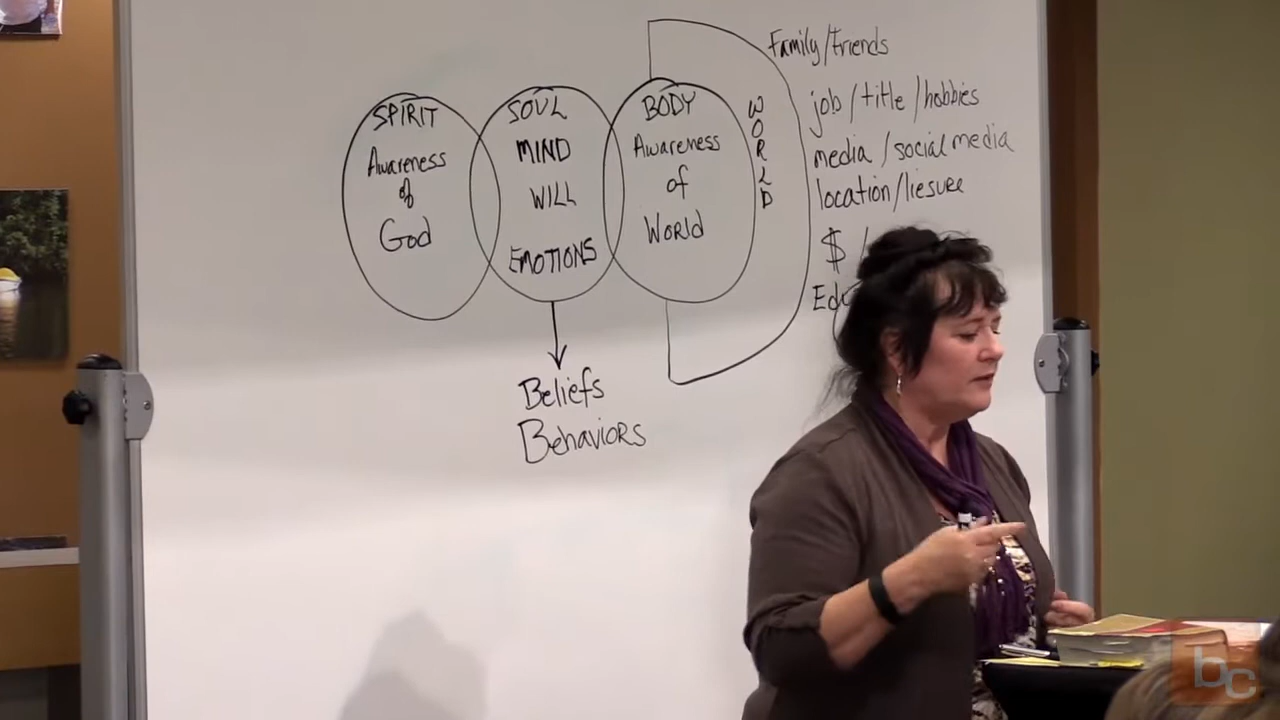 SPIRIT
Awareness
of
God
SOUL
MIND
WILL
EMOTIONS
BODY
Awareness
of
World
WORLD
Family/Friends
job/title/hobbies
media/social media
location/liesure
$ /
Beliefs
Behaviors
bc